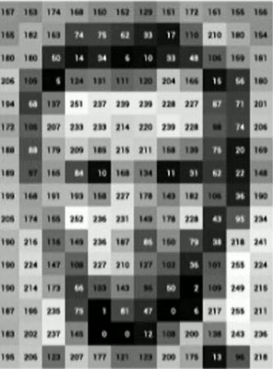 157 153 174 168 150 152 129 151 172 161 155 156
155 182 163 74 75 62 33 17 110 210 180 154
180 180 50 14 34 6 10 33 48 106 159 181
206 109 5 124 131 111 120 204 166 15 56 180
194 68 137 251 237 239 239 228 227 87 71 201
172 106 207 233 233 214 220 239 228 98 74 206
188 88 179 209 185 215 211 158 139 75 20 169
189 97 165 84 10 168 134 11 31 62 22 148
199 168 191 193 158 227 178 143 182 106 36 190
205 174 155 252 236 231 149 178 228 43 95 234
190 216 116 149 236 187 86 150 79 38 218 241
190 224 147 108 227 210 127 102 36 101 255 224
190 214 173 66 103 143 96 50 2 109 249 215
187 196 235 75 1 81 47 0 6 217 255 211
183 202 237 145 0 0 12 108 200 138 243 236
195 206 123 207 177 121 123 200 175 13 96 218